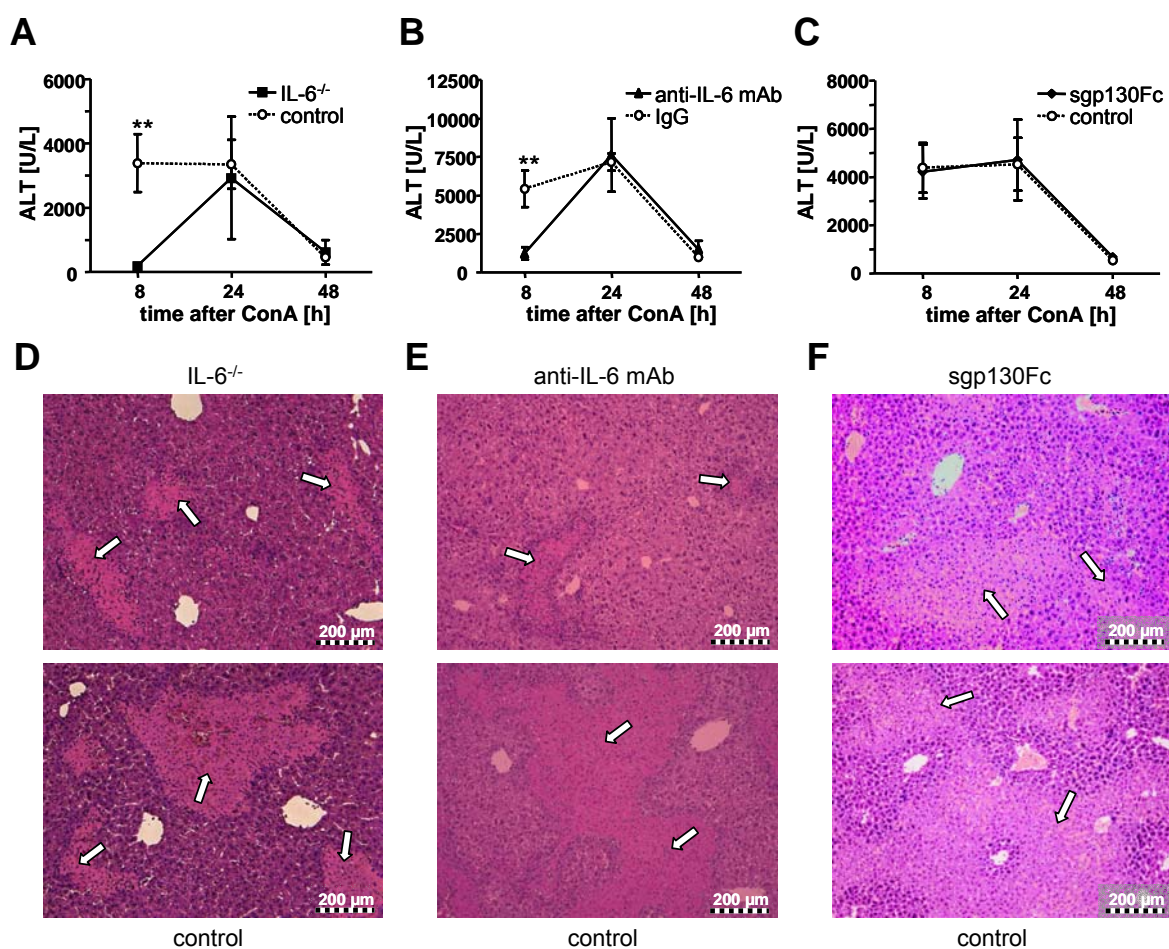 A
B
C
6000
4000
2000
0
ALT [U/L]
IL-6-/-
control
**
8
24
48
time after ConA [h]
12500
10000
7500
5000
2500
0
ALT [U/L]
anti-IL-6 mAb
IgG
**
8
24
48
time after ConA [h]
8000
6000
4000
2000
0
ALT [U/L]
sgp130Fc
control
8
24
48
time after ConA [h]
D
E
F
IL-6-/-
anti-IL-6 mAb
sgp130Fc
200 µm
200 µm
200 µm
200 µm
200 µm
200 µm
control
control
control